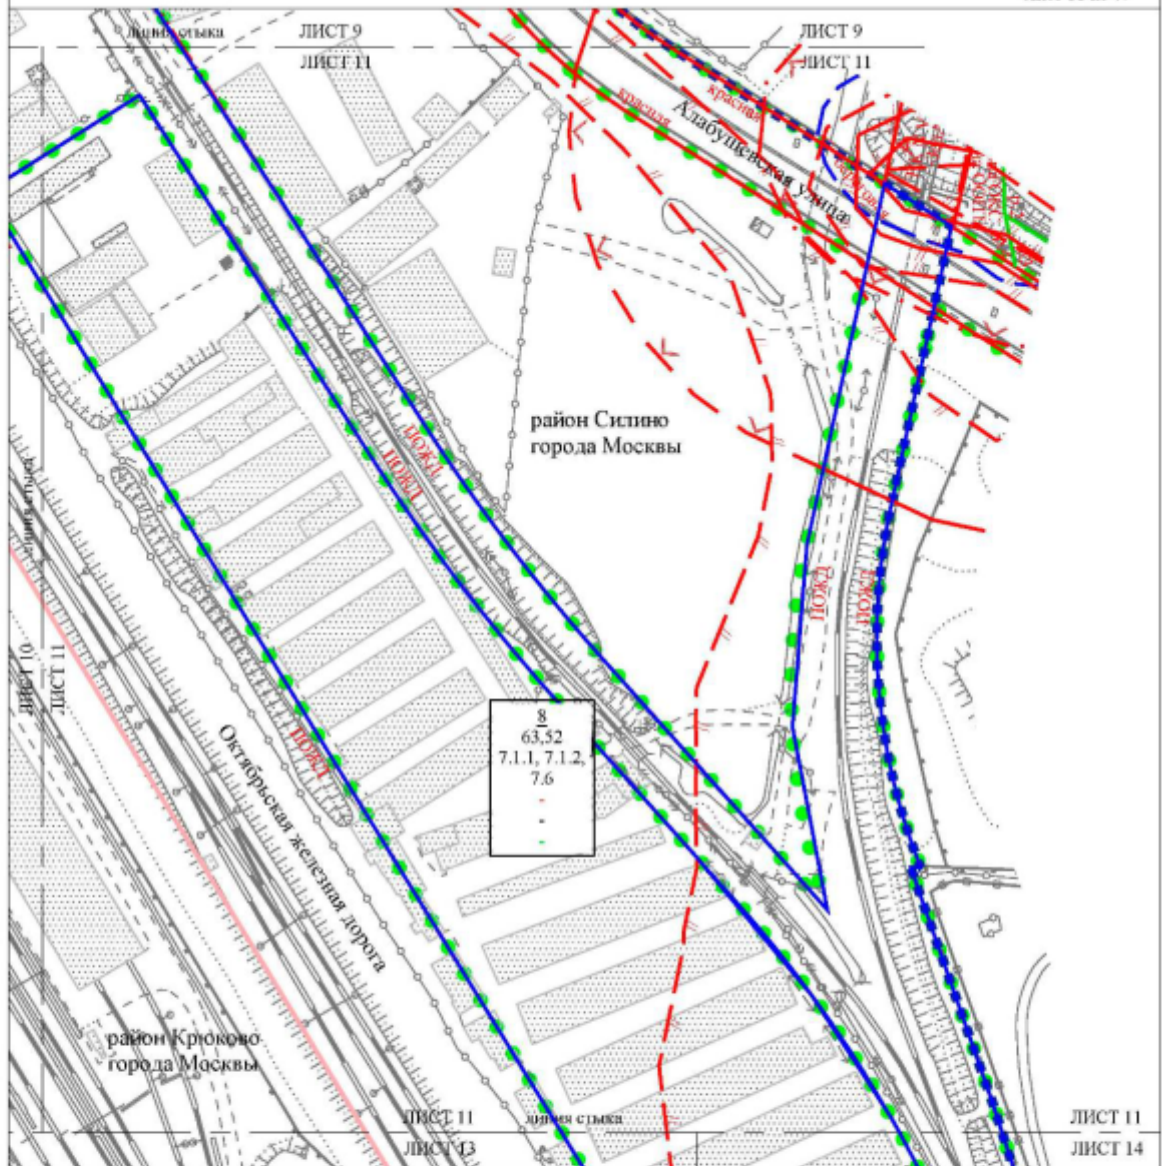 линия стыка
ЛИСТ 9
ЛИСТ 11
ЛИСТ 9
ЛИСТ 11
красная
красная
Алабушевская улица
район Силино
города Москвы
ПОЖД
ПОЖД
ПОЖД
ПОЖД
ПОЖД
линия стыка
ЛИСТ 10
ЛИСТ 11
8
63,52
7.1.1, 7.1.2,
7.6
-
-
-
Октябрьская железная дорога
район Крюково
города Москвы
ЛИСТ 11
линия стыка
ЛИСТ 11
ЛИСТ 13
ЛИСТ 14